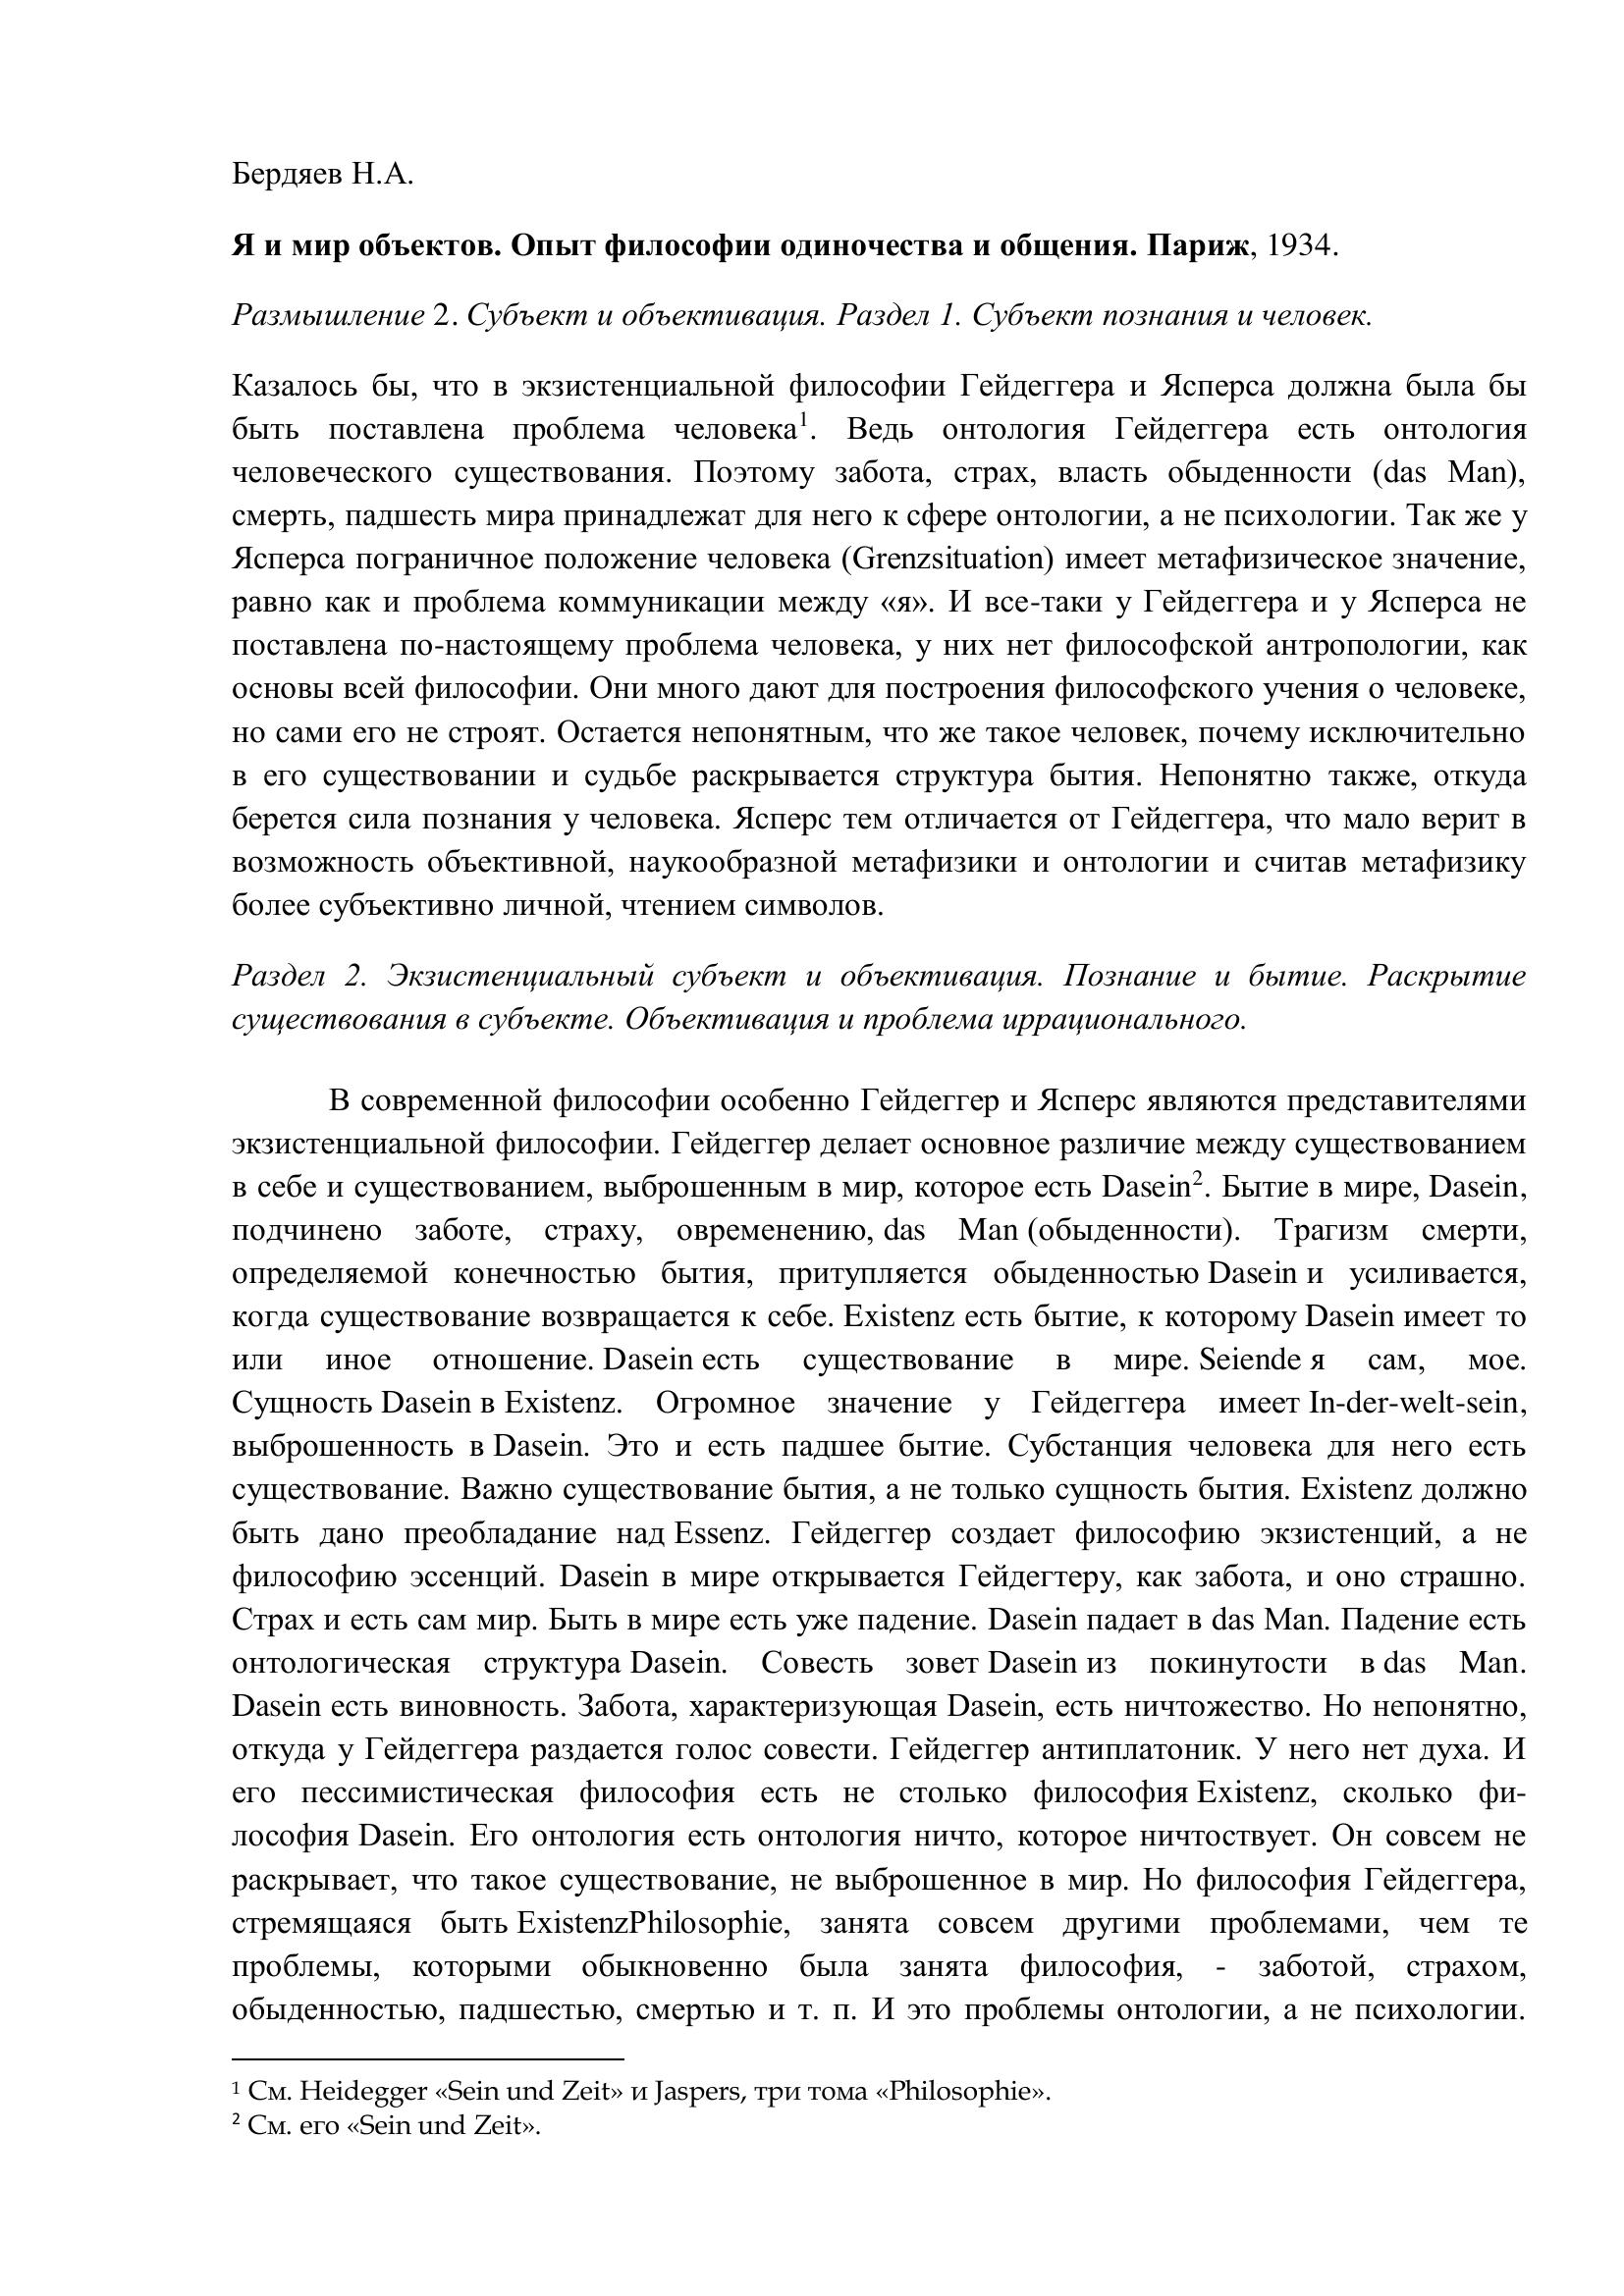 Бердяев Н.А.
Я и мир объектов. Опыт философии одиночества и общения. Париж, 1934.
Размышление 2. Субъект и объективация. Раздел 1. Субъект познания и человек.
Казалось бы, что в экзистенциальной философии Гейдеггера и Ясперса должна была бы
быть поставлена проблема человека1. Ведь онтология Гейдеггера есть онтология
человеческого существования. Поэтому забота, страх, власть обыденности (das Man),
смерть, падшесть мира принадлежат для него к сфере онтологии, а не психологии. Так же у
Ясперса пограничное положение человека (Grenzsituation) имеет метафизическое значение,
равно как и проблема коммуникации между «я». И все-таки у Гейдеггера и у Ясперса не
поставлена по-настоящему проблема человека, у них нет философской антропологии, как
основы всей философии. Они много дают для построения философского учения о человеке,
но сами его не строят. Остается непонятным, что же такое человек, почему исключительно
в его существовании и судьбе раскрывается структура бытия. Непонятно также, откуда
берется сила познания у человека. Ясперс тем отличается от Гейдеггера, что мало верит в
возможность объективной, наукообразной метафизики и онтологии и считав метафизику
более субъективно личной, чтением символов.
Раздел 2. Экзистенциальный субъект и объективация. Познание и бытие. Раскрытие
существования в субъекте. Объективация и проблема иррационального.
В современной философии особенно Гейдеггер и Ясперс являются представителями
экзистенциальной философии. Гейдеггер делает основное различие между существованием
в себе и существованием, выброшенным в мир, которое есть Dasein2. Бытие в мире, Dasein,
подчинено заботе, страху, овременению, das Man (обыденности). Трагизм смерти,
определяемой конечностью бытия, притупляется обыденностью Dasein и усиливается,
когда существование возвращается к себе. Existenz есть бытие, к которому Dasein имеет то
или иное отношение. Dasein есть существование в мире. Seiende я сам, мое.
Сущность Dasein в Existenz. Огромное значение у Гейдеггера имеет In-der-welt-sein,
выброшенность в Dasein. Это и есть падшее бытие. Субстанция человека для него есть
существование. Важно существование бытия, а не только сущность бытия. Existenz должно
быть дано преобладание над Essenz. Гейдеггер создает философию экзистенций, а не
философию эссенций. Dasein в мире открывается Гейдегтеру, как забота, и оно страшно.
Страх и есть сам мир. Быть в мире есть уже падение. Dasein падает в das Man. Падение есть
онтологическая структура Dasein. Совесть зовет Dasein из покинутости в das Man.
Dasein есть виновность. Забота, характеризующая Dasein, есть ничтожество. Но непонятно,
откуда у Гейдеггера раздается голос совести. Гейдеггер антиплатоник. У него нет духа. И
его пессимистическая философия есть не столько философия Existenz, сколько фи-
лософия Dasein. Его онтология есть онтология ничто, которое ничтоствует. Он совсем не
раскрывает, что такое существование, не выброшенное в мир. Но философия Гейдеггера,
стремящаяся быть ExistenzPhilosophie, занята совсем другими проблемами, чем те
проблемы, которыми обыкновенно была занята философия, - заботой, страхом,
обыденностью, падшестью, смертью и т. п. И это проблемы онтологии, а не психологии.
1 См. Heidegger «Sein und Zeit» и Jaspers, три тома «Philosophie».
2 См. его «Sein und Zeit».